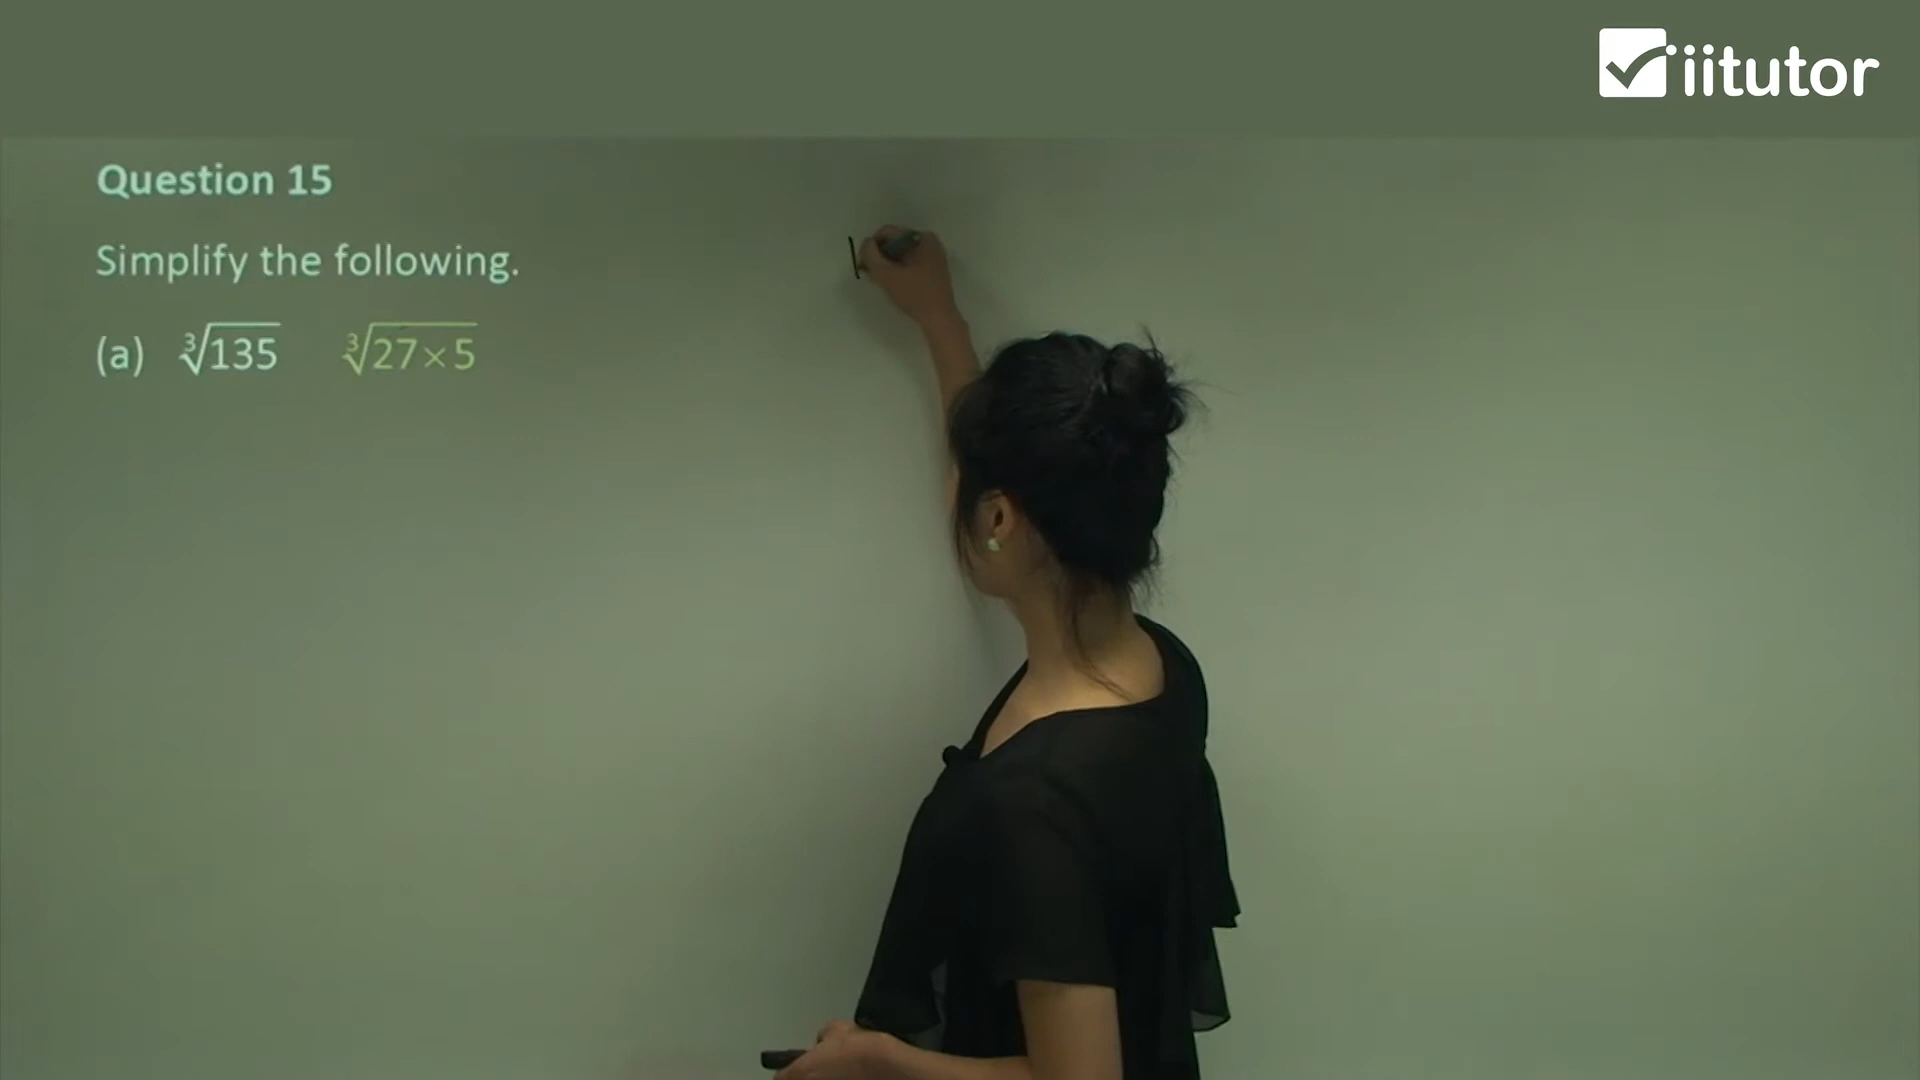 iitutor
Question 15
Simplify the following.
(a) ∛135 ∛27×5